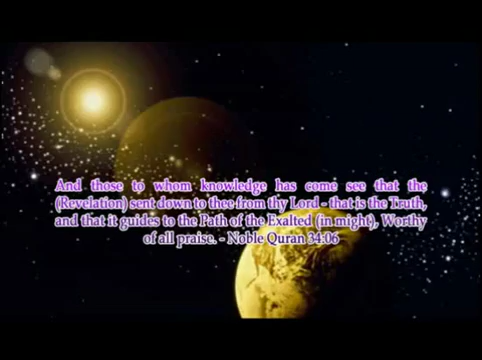 And those to whom knowledge has come see that the
(Revelation) sent down to thee from thy Lord - that is the Truth,
and that it guides to the Path of the Exalted (in might), Worthy
of all praise. - Noble Quran 34:06